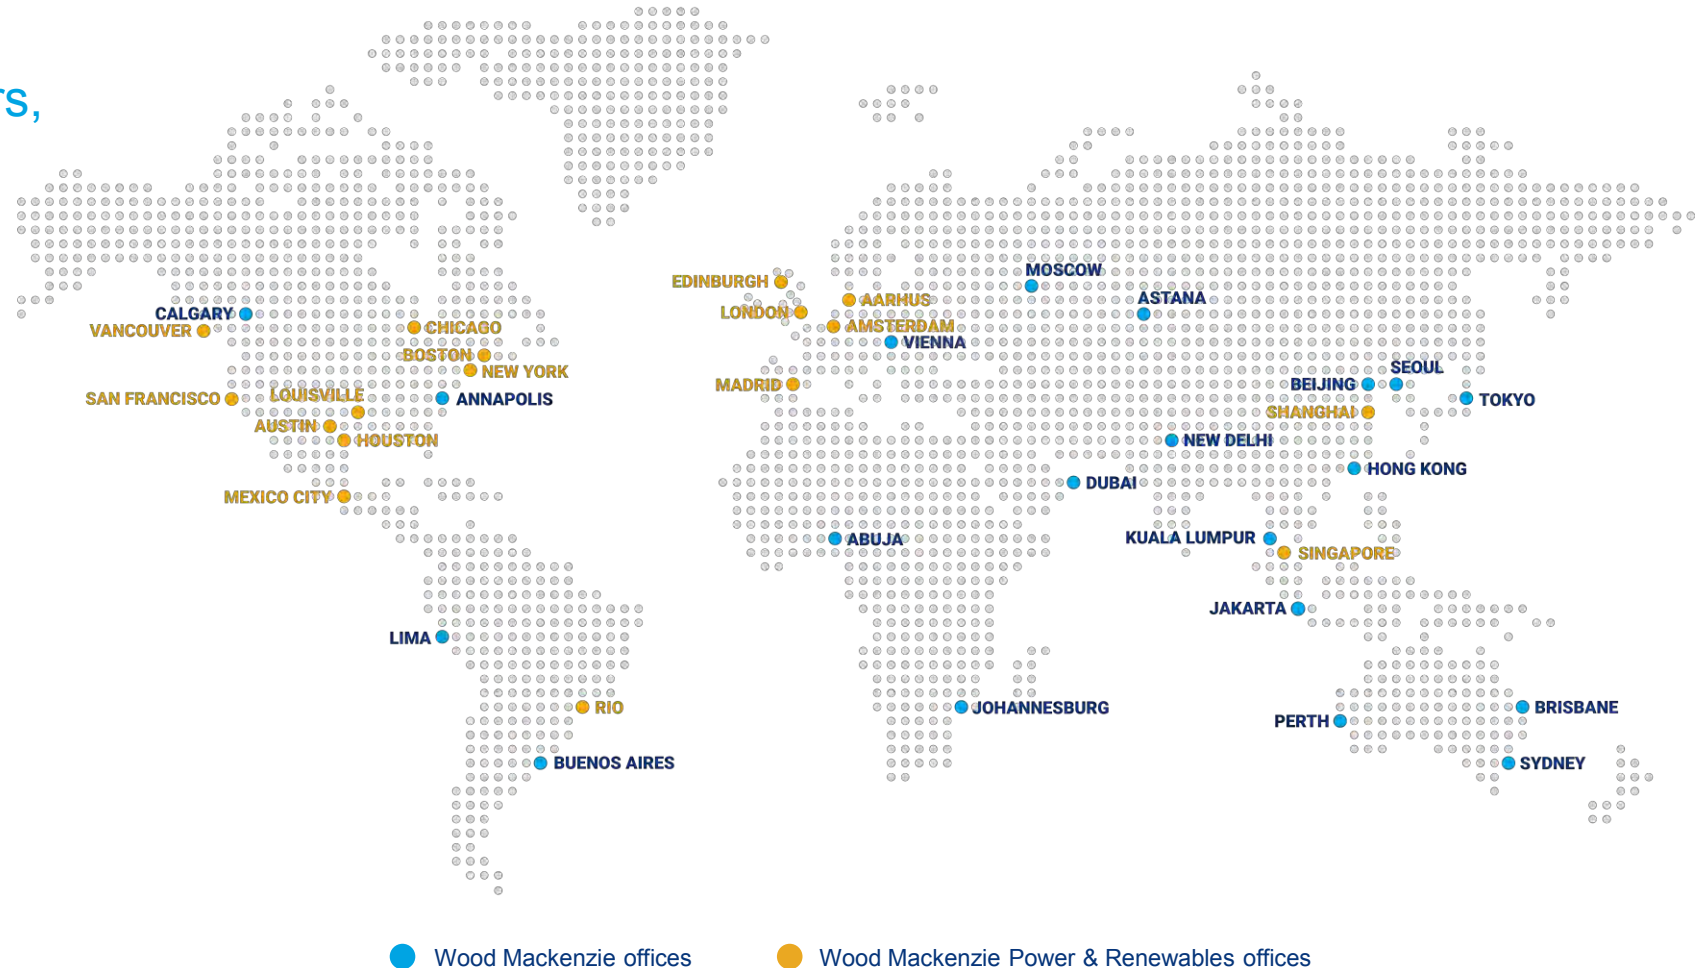 rs,
MOSCOW
EDINBURGH
ASTANA
AARHUS
CALGARY
LONDON
VANCOUVER
CHICAGO
AMSTERDAM
VIENNA
BOSTON
NEW YORK
SEOUL
MADRID
BEIJING
SAN FRANCISCO
LOUISVILLE
ANNAPOLIS
TOKYO
SHANGHAI
AUSTIN
HOUSTON
NEW DELHI
HONG KONG
DUBAI
MEXICO CITY
ABUJA
KUALA LUMPUR
SINGAPORE
JAKARTA
LIMA
RIO
JOHANNESBURG
BRISBANE
PERTH
BUENOS AIRES
SYDNEY
Wood Mackenzie offices
Wood Mackenzie Power & Renewables offices